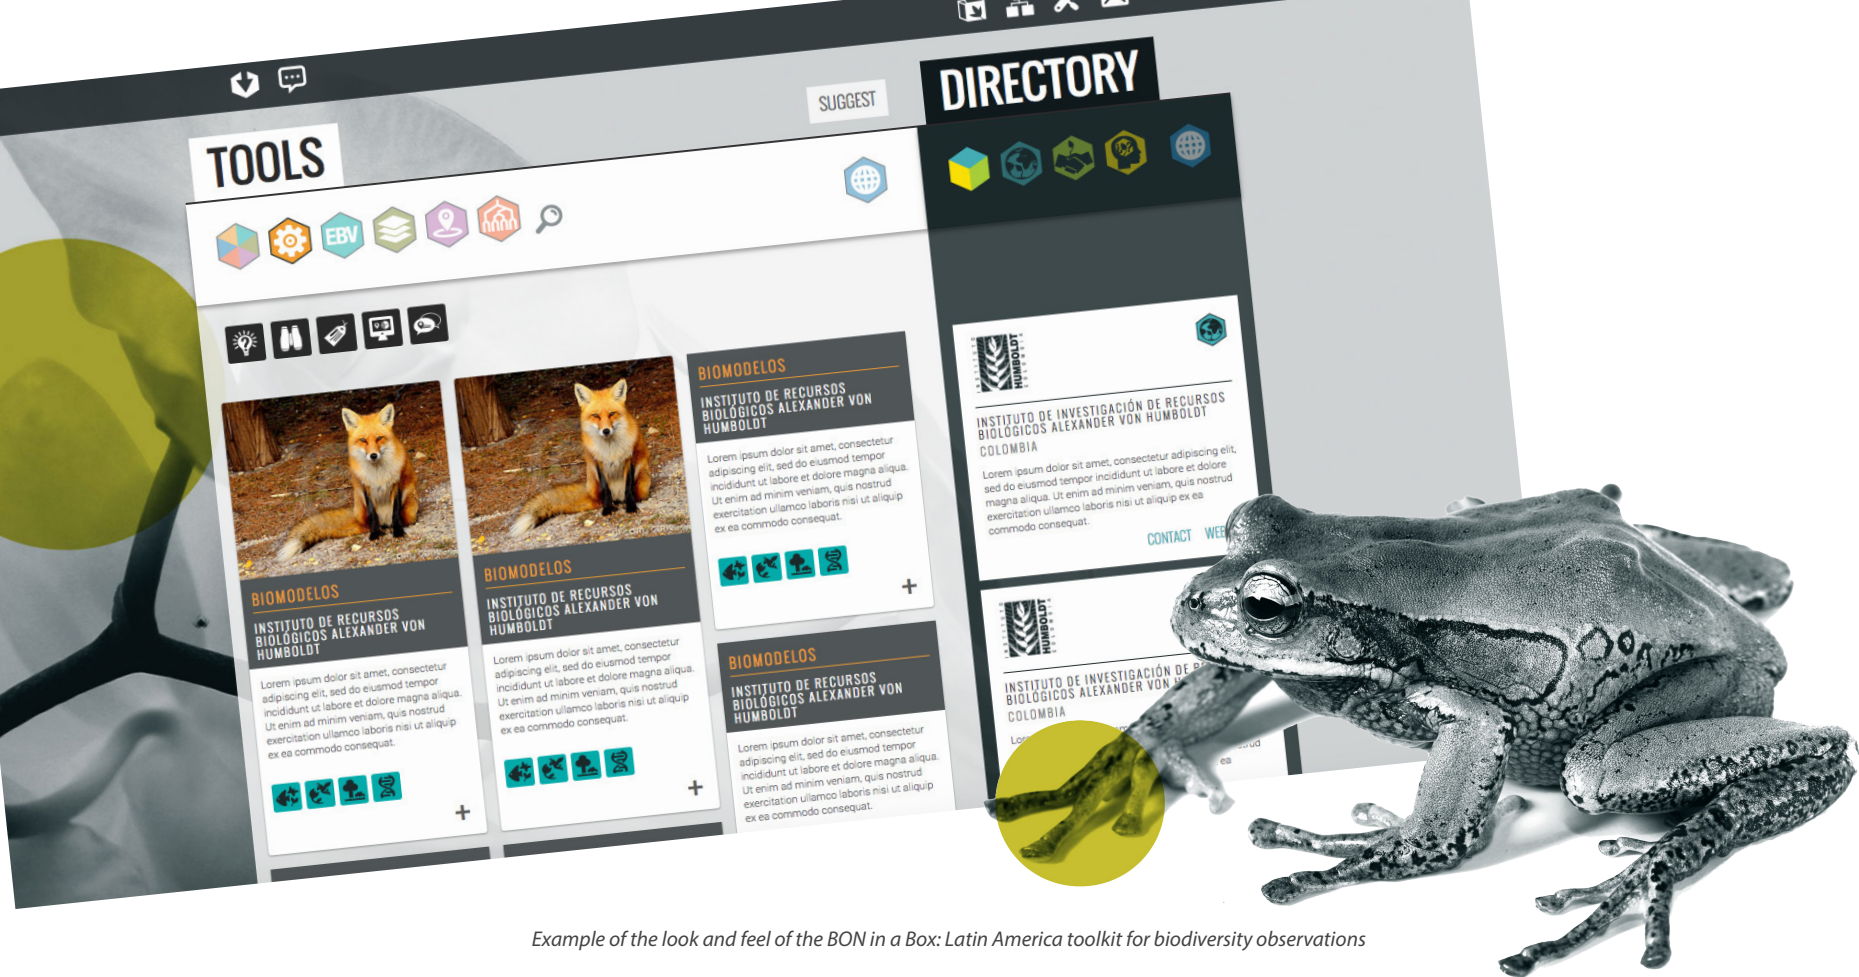 TOOLS
SUGGEST
DIRECTORY
EBV
BIOMODELOS
INSTITUTO DE RECURSOS
BIOLÓGICOS ALEXANDER VON
HUMBOLDT
Lorem ipsum dolor sit amet, consectetur
adipiscing elit, sed do eiusmod tempor
incididunt ut labore et dolore magna aliqua.
Ut enim ad minim veniam, quis nostrud
exercitation ullamco laboris nisi ut aliquip
ex ea commodo consequat.
+
BIOMODELOS
INSTITUTO DE RECURSOS
BIOLÓGICOS ALEXANDER VON
HUMBOLDT
Lorem ipsum dolor sit amet, consectetur
adipiscing elit, sed do eiusmod tempor
incididunt ut labore et dolore magna aliqua.
Ut enim ad minim veniam, quis nostrud
exercitation ullamco laboris nisi ut aliquip
ex ea commodo consequat.
+
BIOMODELOS
INSTITUTO DE RECURSOS
BIOLÓGICOS ALEXANDER VON
HUMBOLDT
Lorem ipsum dolor sit amet, consectetur
adipiscing elit, sed do eiusmod tempor
incididunt ut labore et dolore magna aliqua.
Ut enim ad minim veniam, quis nostrud
exercitation ullamco laboris nisi ut aliquip
ex ea commodo consequat.
+
BIOMODELOS
INSTITUTO DE RECURSOS
BIOLÓGICOS ALEXANDER VON
HUMBOLDT
Lorem ipsum dolor sit amet, consectetur
adipiscing elit, sed do eiusmod tempor
incididunt ut labore et dolore magna aliqua.
Ut enim ad minim veniam, quis nostrud
exercitation ullamco laboris nisi ut aliquip
ex ea commodo consequat.
HUMBOLDT
INSTITUTO DE INVESTIGACIÓN DE RECURSOS
BIOLÓGICOS ALEXANDER VON HUMBOLDT
COLOMBIA
Lorem ipsum dolor sit amet, consectetur adipiscing elit,
sed do eiusmod tempor incididunt ut labore et dolore
magna aliqua. Ut enim ad minim veniam, quis nostrud
exercitation ullamco laboris nisi ut aliquip ex ea
commodo consequat.
CONTACT WEB
HUMBOLDT
INSTITUTO DE INVESTIGACIÓN DE
BIOLÓGICOS ALEXANDER VON
COLOMBIA
ea
Example of the look and feel of the BON in a Box: Latin America toolkit for biodiversity observations